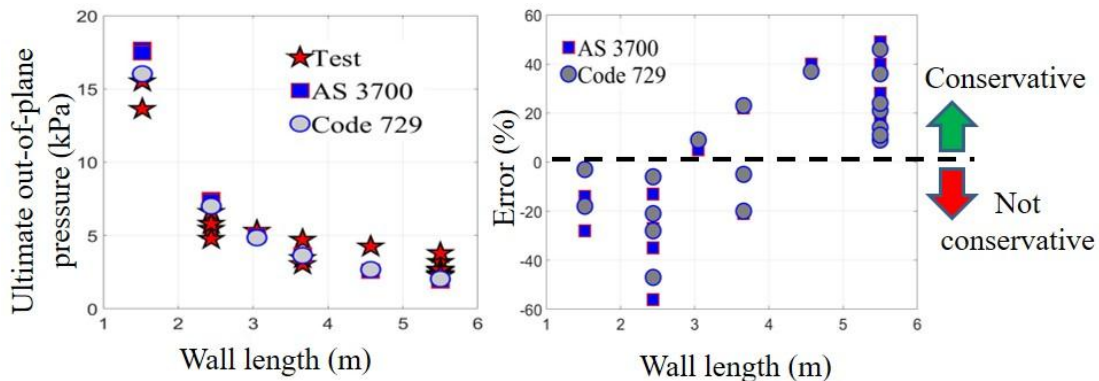 Ultimate out-of-plane
pressure (kPa)
20
15
10
5
0
Test
AS 3700
Code 729
1 2 3 4 5 6
Wall length (m)
Error (%)
60
40
20
0
-20
-40
-60
AS 3700
Code 729
1 2 3 4 5 6
Wall length (m)
Conservative
Not
conservative